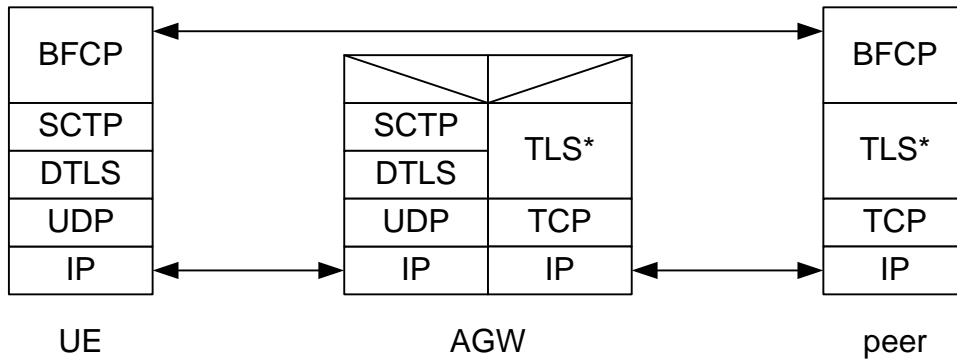 BFCP
BFCP
SCTP
SCTP
TLS*
TLS*
DTLS
DTLS
UDP
UDP
TCP
TCP
IP
IP
IP
IP
UE
AGW
peer